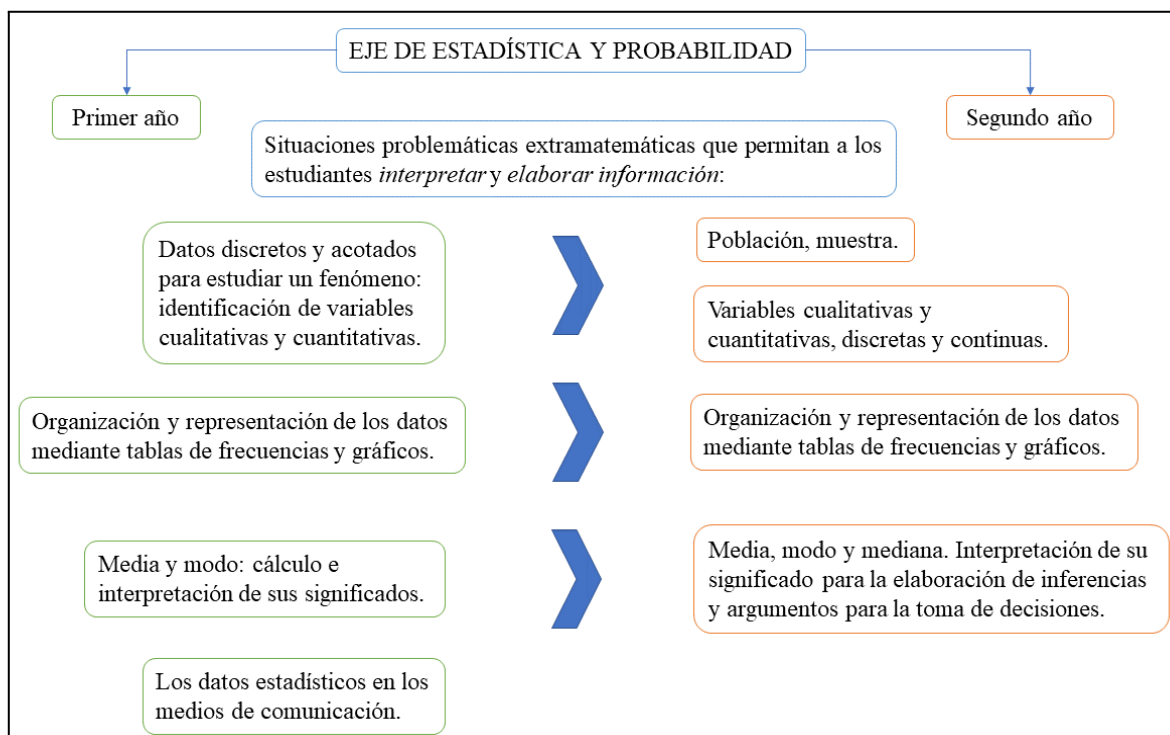 EJE DE ESTADÍSTICA Y PROBABILIDAD
Primer año
Segundo año
Situaciones problemáticas extramatemáticas que permitan a los
estudiantes interpretar y elaborar información:
Datos discretos y acotados
para estudiar un fenómeno:
identificación de variables
cualitativas y cuantitativas.
Población, muestra.
Variables cualitativas y
cuantitativas, discretas y continuas.
Organización y representación de los datos
mediante tablas de frecuencias y gráficos.
Organización y representación de los datos
mediante tablas de frecuencias y gráficos.
Media y modo: cálculo e
interpretación de sus significados.
Media, modo y mediana. Interpretación de su
significado para la elaboración de inferencias
y argumentos para la toma de decisiones.
Los datos estadísticos en los
medios de comunicación.